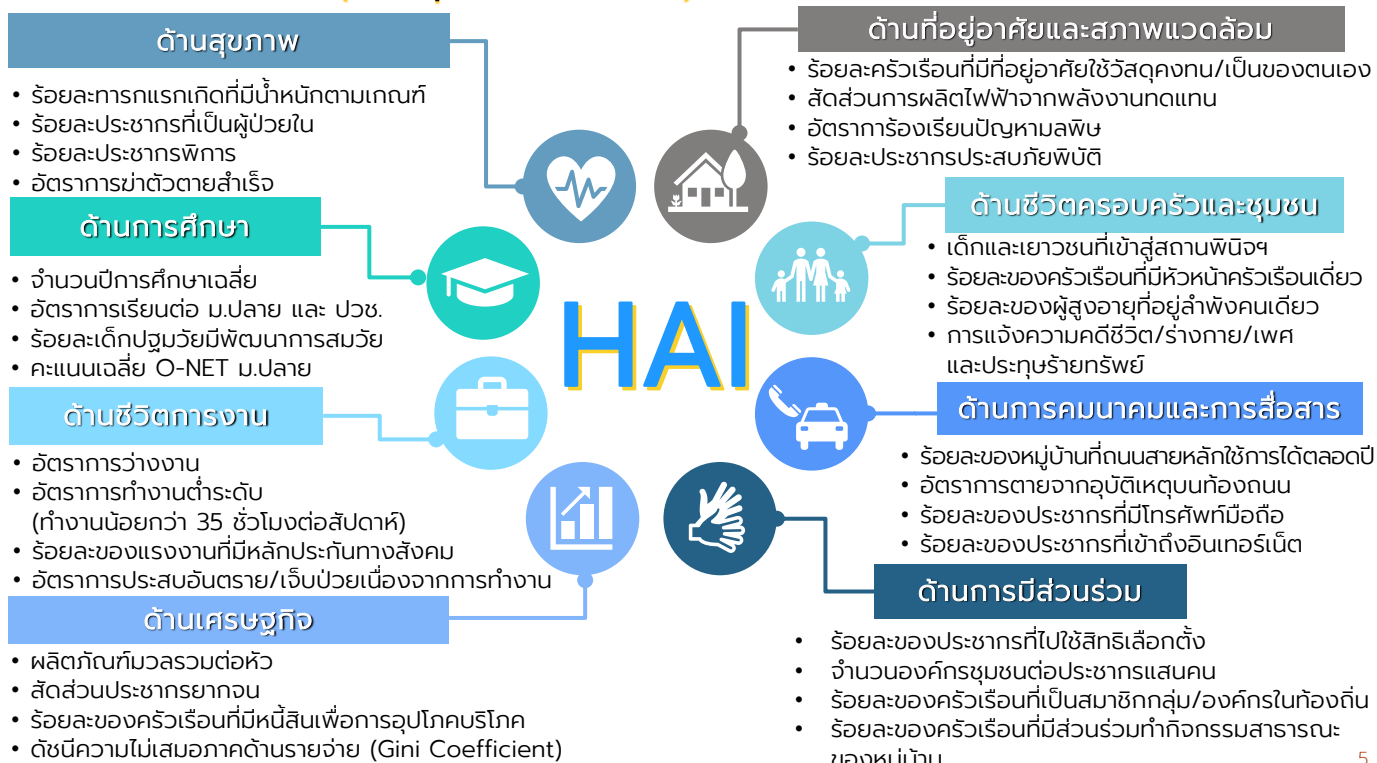 ด้านสุขภาพ
• ร้อยละทารกแรกเกิดที่มีน้ำหนักตามเกณฑ์
• ร้อยละประชากรที่เป็นผู้ป่วยใน
• ร้อยละประชากรพิการ
• อัตราการฆ่าตัวตายสำเร็จ
ด้านการศึกษา
• จำนวนปีการศึกษาเฉลี่ย
• อัตราการเรียนต่อ ม.ปลาย และ ปวช.
• ร้อยละเด็กปฐมวัยมีพัฒนาการสมวัย
• คะแนนเฉลี่ย O-NET ม.ปลาย
ด้านชีวิตการงาน
• อัตราการว่างงาน
• อัตราการทำงานต่ำระดับ
(ทำงานน้อยกว่า 35 ชั่วโมงต่อสัปดาห์)
• ร้อยละของแรงงานที่มีหลักประกันทางสังคม
• อัตราการประสบอันตราย/เจ็บป่วยเนื่องจากการทำงาน
ด้านเศรษฐกิจ
• ผลิตภัณฑ์มวลรวมต่อหัว
• สัดส่วนประชากรยากจน
• ร้อยละของครัวเรือนที่มีหนี้สินเพื่อการอุปโภคบริโภค
• ดัชนีความไม่เสมอภาคด้านรายจ่าย (Gini Coefficient)
HAI
ด้านที่อยู่อาศัยและสภาพแวดล้อม
• ร้อยละครัวเรือนที่มีที่อยู่อาศัยใช้วัสดุคงทน/เป็นของตนเอง
• สัดส่วนการผลิตไฟฟ้าจากพลังงานทดแทน
• อัตราการ้องเรียนปัญหามลพิษ
• ร้อยละประชากรประสบภัยพิบัติ
ด้านชีวิตครอบครัวและชุมชน
• เด็กและเยาวชนที่เข้าสู่สถานพินิจฯ
• ร้อยละของครัวเรือนที่มีหัวหน้าครัวเรือนเดี่ยว
• ร้อยละของผู้สูงอายุที่อยู่ลำพังคนเดียว
• การแจ้งความคดีชีวิต/ร่างกาย/เพศ
และประทุษร้ายทรัพย์
ด้านการคมนาคมและการสื่อสาร
• ร้อยละของหมู่บ้านที่ถนนสายหลักใช้การได้ตลอดปี
• อัตราการตายจากอุบัติเหตุบนท้องถนน
• ร้อยละของประชากรที่มีโทรศัพท์มือถือ
• ร้อยละของประชากรที่เข้าถึงอินเทอร์เน็ต
ด้านการมีส่วนร่วม
• ร้อยละของประชากรที่ไปใช้สิทธิเลือกตั้ง
• จำนวนองค์กรชุมชนต่อประชากรแสนคน
• ร้อยละของครัวเรือนที่เป็นสมาชิกกลุ่ม/องค์กรในท้องถิ่น
• ร้อยละของครัวเรือนที่มีส่วนร่วมทำกิจกรรมสาธารณะ
ของหมู่บ้าน
5